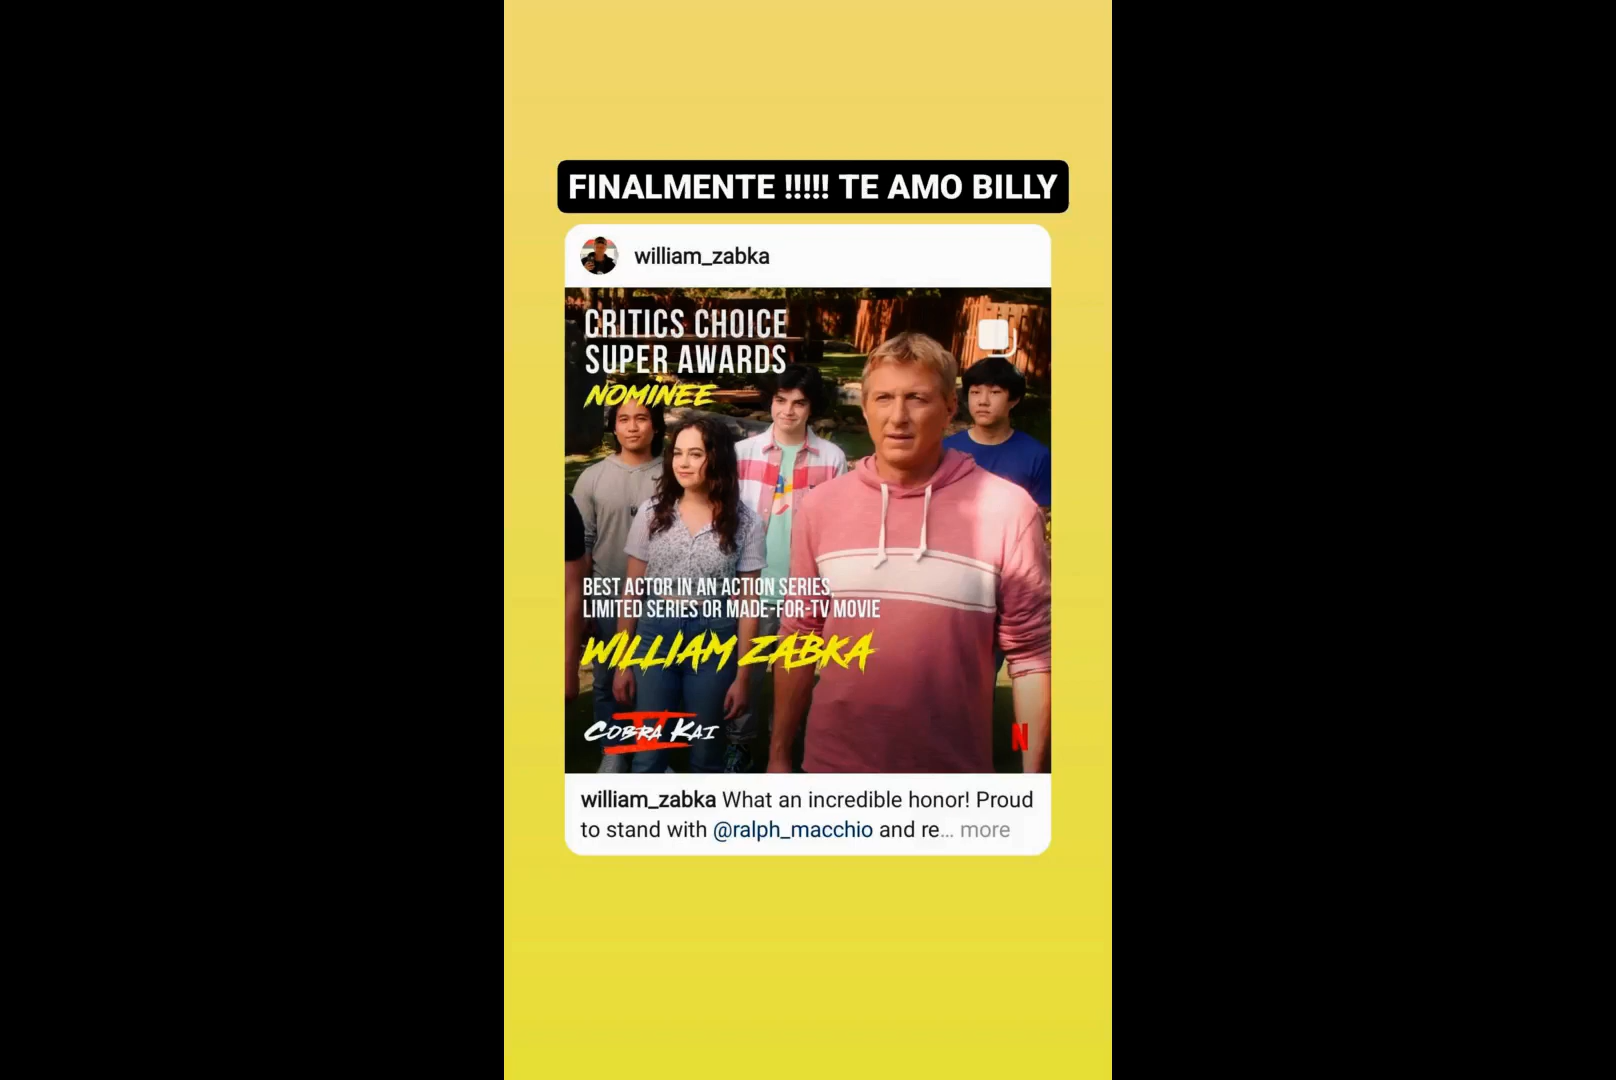 FINALMENTE !!!!! TE AMO BILLY
william_zabka
CRITICS CHOICE
SUPER AWARDS
NOMINEE
BEST ACTOR IN AN ACTION SERIES,
LIMITED SERIES OR MADE-FOR-TV MOVIE
WILLIAM ZABKA
COBRA KAI
V
N
william_zabka What an incredible honor! Proud
to stand with @ralph_macchio and re... more